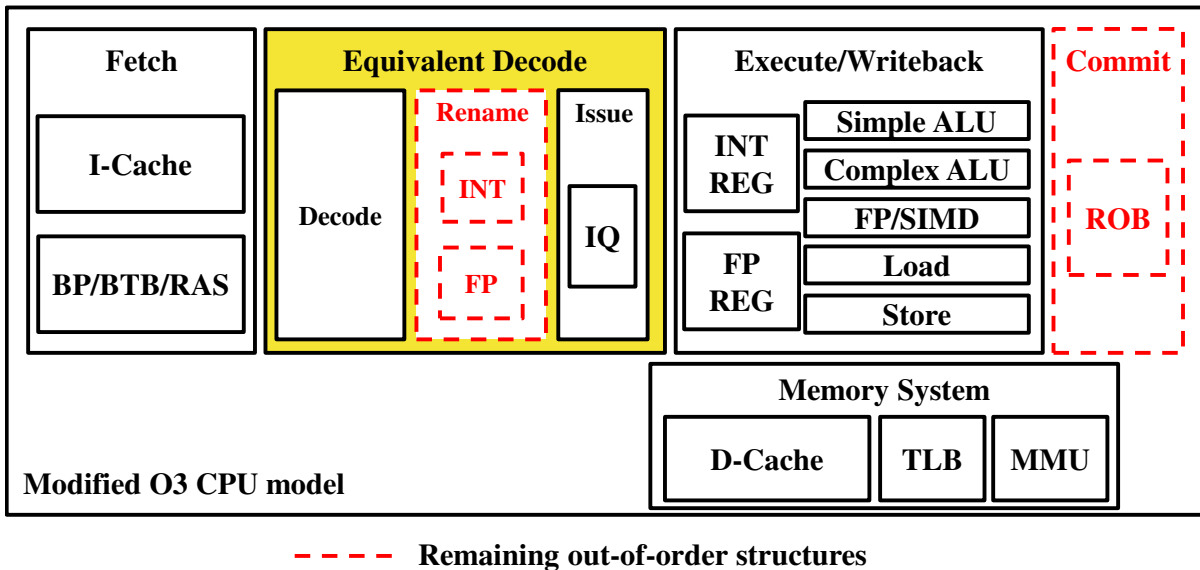 Fetch
I-Cache
BP/BTB/RAS
Equivalent Decode
Decode
Rename
INT
FP
Issue
IQ
Execute/Writeback
INT
REG
FP
REG
Simple ALU
Complex ALU
FP/SIMD
Load
Store
Commit
ROB
Memory System
D-Cache
TLB
MMU
Modified O3 CPU model
Remaining out-of-order structures